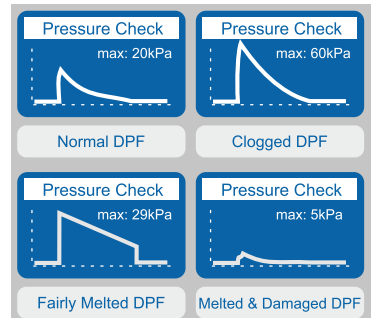 Pressure Check
max: 20kPa
Normal DPF
Pressure Check
max: 60kPa
Clogged DPF
Pressure Check
max: 29kPa
Fairly Melted DPF
Pressure Check
max: 5kPa
Melted & Damaged DPF